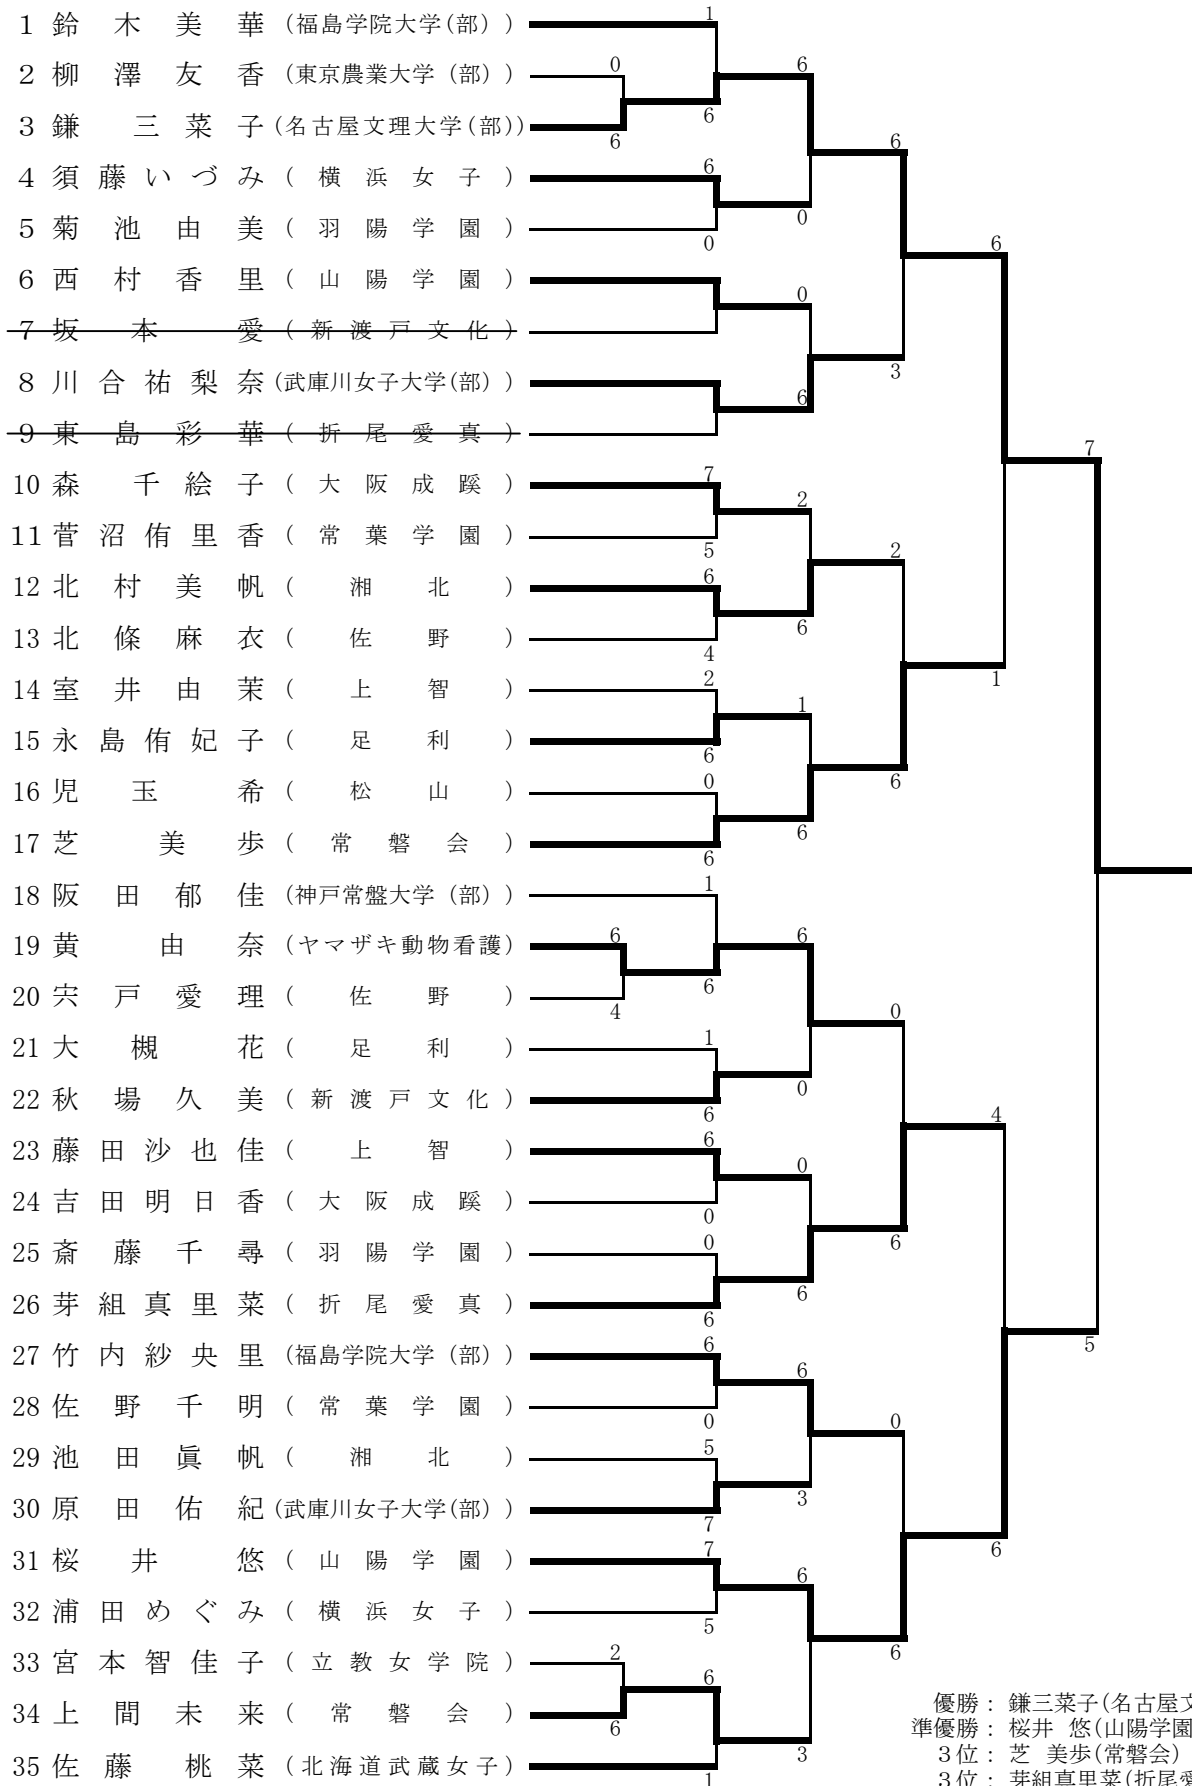 1 鈴木美華 (福島学院大学(部))
2 柳澤友香 (東京農業大学(部))
3 鎌三菜子 (名古屋文理大学(部))
4 須藤いづみ (横浜女子)
5 菊池由美 (羽陽学園)
6 西村香里 (山陽学園)
7 坂本愛 (新渡戸文化)
8 川合祐梨奈 (武庫川女子大学(部))
9 東島彩華 (折尾愛真)
10 森千絵子 (大阪成蹊)
11 菅沼侑里香 (常葉学園)
12 北村美帆 (湘北)
13 北條麻衣 (佐野)
14 室井由茉 (上智)
15 永島侑妃子 (足利)
16 児玉希 (松山)
17 芝美歩 (常磐会)
18 阪田郁佳 (神戸常盤大学(部))
19 黄由奈 (ヤマザキ動物看護)
20 宍戸愛理 (佐野)
21 大槻花 (足利)
22 秋場久美 (新渡戸文化)
23 藤田沙也佳 (上智)
24 吉田明日香 (大阪成蹊)
25 斎藤千尋 (羽陽学園)
26 芽組真里菜 (折尾愛真)
27 竹内紗央里 (福島学院大学(部))
28 佐野千明 (常葉学園)
29 池田眞帆 (湘北)
30 原田佑紀 (武庫川女子大学(部))
31 桜井悠 (山陽学園)
32 浦田めぐみ (横浜女子)
33 宮本智佳子 (立教女学院)
34 上間未来 (常磐会)
35 佐藤桃菜 (北海道武蔵女子)
0
6
6
4
2
6
1
6
6
0
7
5
6
4
2
6
0
6
1
6
1
6
6
0
0
6
6
0
5
7
7
5
6
1
6
0
0
6
2
6
1
6
6
0
0
6
6
3
6
3
6
3
2
6
0
6
0
6
6
1
4
6
7
5
優勝： 鎌三菜子(名古屋文
準優勝： 桜井 悠(山陽学園
3位： 芝 美歩(常磐会)
3位： 芽組真里菜(折尾愛